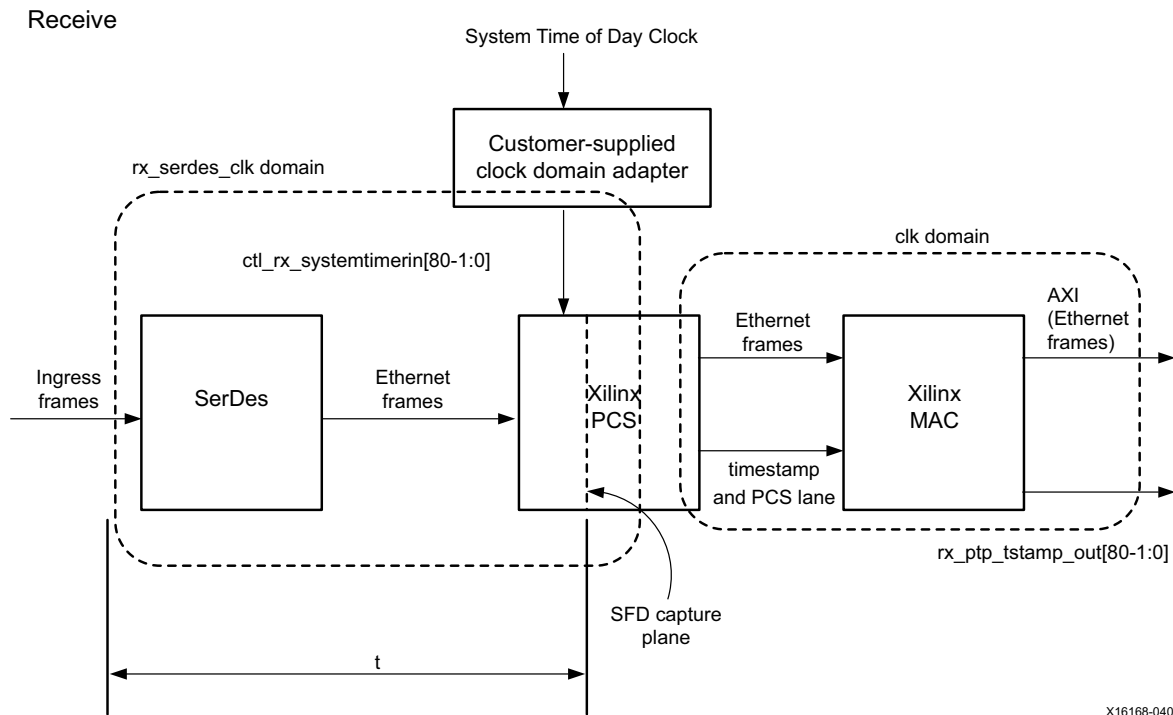 Receive
System Time of Day Clock
Customer-supplied
clock domain adapter
rx_serdes_clk domain
clk domain
ctl_rx_systemtimerin[80-1:0]
AXI
(Ethernet
frames)
Ethernet
frames
Ingress
frames
SerDes
Ethernet
frames
Xilinx
PCS
Xilinx
MAC
timestamp
and PCS lane
rx_ptp_tstamp_out[80-1:0]
SFD capture
plane
t
X16168-040